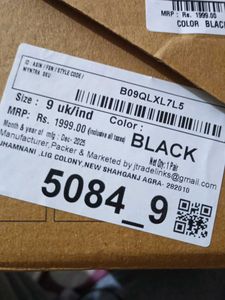 MRP: Rs. 1999.00
COLOR BLACK
ID : ASIN / FSN / STYLE CODE /
MYNTRA SKU
B09QLXL7L5
Size : 9 uk/ind
Color :
MRP: Rs. 1999.00 (inclusive all taxes)
BLACK
Month & year of mfg : Dec- 2025
Net Qty: 1 Pair
Manufacturer, Packer & Marketed by jtradelinks@gmail
JHAMNANI ,LIG COLONY,NEW SHAHGANJ AGRA- 282010
5084_9